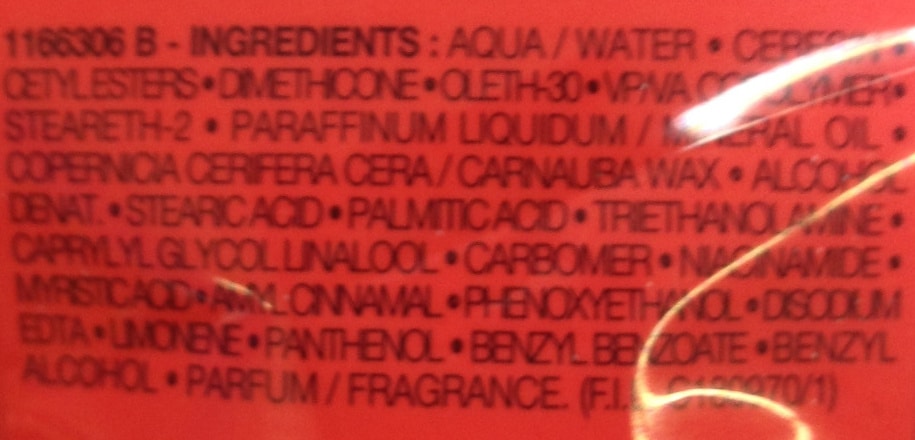 1166306 B - INGREDIENTS : AQUA / WATER •
CETYL ESTERS • DIMETHICONE • OLETH-30 • VP/VA COPOLYMER •
STEARETH-2 • PARAFFINUM LIQUIDUM / MINERAL OIL •
COPERNICIA CERIFERA CERA / CARNAUBA WAX • ALCOHOL
DENAT. • STEARIC ACID • PALMITIC ACID • TRIETHANOLAMINE •
CAPRYLYL GLYCOL LINALOOL • CARBOMER • NIACINAMIDE •
MYRISTIC ACID • AMYL CINNAMAL • PHENOXYETHANOL • DISODIUM
EDTA • LIMONENE • PANTHENOL • BENZYL BENZOATE • BENZYL
ALCOHOL • PARFUM / FRAGRANCE.